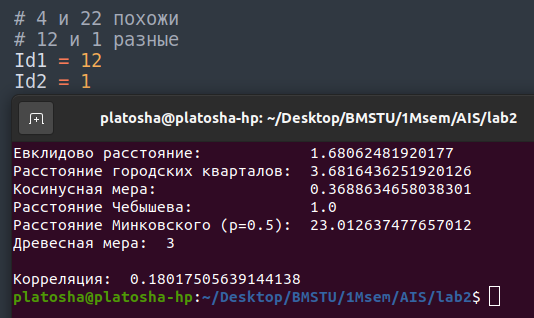 # 4 и 22 похожи
# 12 и 1 разные
Id1 = 12
Id2 = 1
platosha@platosha-hp: ~/Desktop/BMSTU/1Msem/AIS/lab2
Евклидово расстояние: 1.68062481920177
Расстояние городских кварталов: 3.6816436251920126
Косинусная мера: 0.3688634658038301
Расстояние Чебышева: 1.0
Расстояние Минковского (p=0.5): 23.012637477657012
Древесная мера: 3
Корреляция: 0.18017505639144138
platosha@platosha-hp:~/Desktop/BMSTU/1Msem/AIS/lab2$